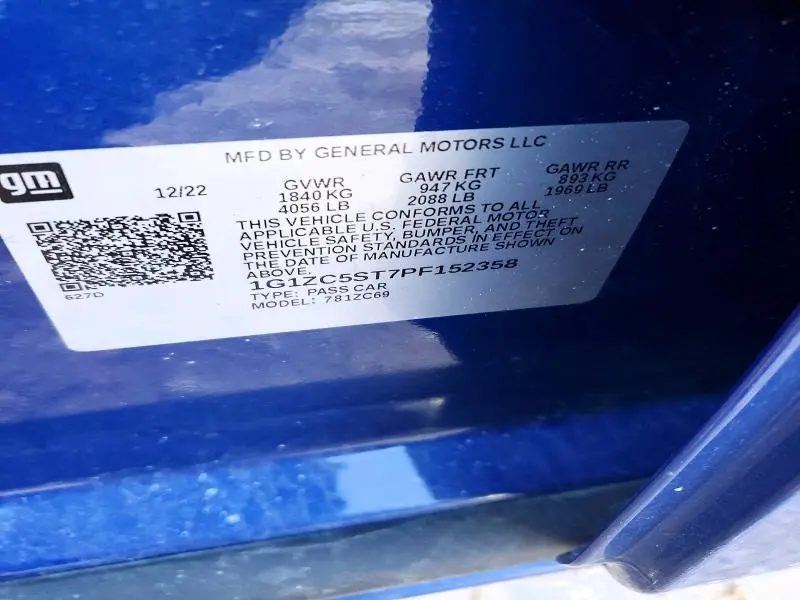 MFD BY GENERAL MOTORS LLC
gm
12/22
GVWR
1840 KG
4056 LB
GAWR FRT
947 KG
2088 LB
GAWR RR
893 KG
1969 LB
THIS VEHICLE CONFORMS TO ALL
APPLICABLE U.S. FEDERAL MOTOR
VEHICLE SAFETY, BUMPER, AND THEFT
PREVENTION STANDARDS IN EFFECT ON
THE DATE OF MANUFACTURE SHOWN
ABOVE.
1G1ZC5ST7PF152358
TYPE: PASS CAR
MODEL: 781ZC69
627D